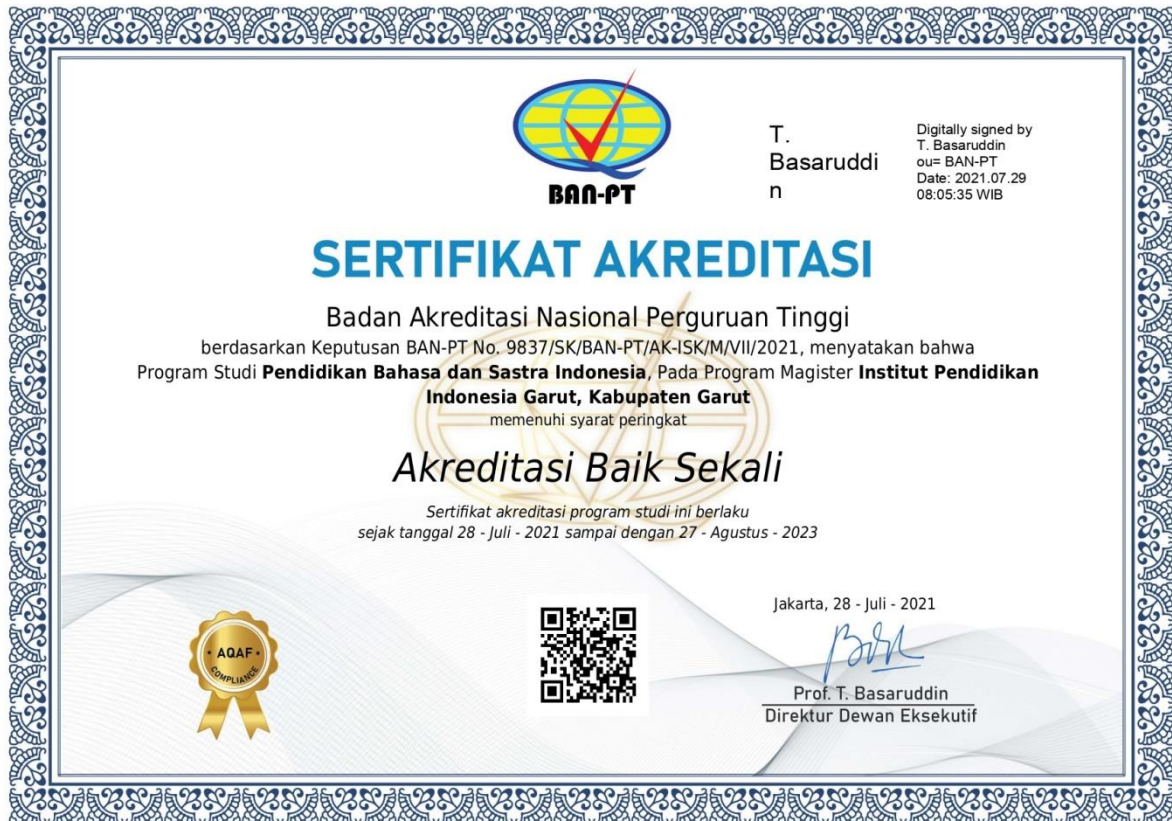 BAN-PT
T.
Basaruddi
n
Digitally signed by
T. Basaruddin
ou= BAN-PT
Date: 2021.07.29
08:05:35 WIB
SERTIFIKAT AKREDITASI
Badan Akreditasi Nasional Perguruan Tinggi
berdasarkan Keputusan BAN-PT No. 9837/SK/BAN-PT/AK-ISK/M/VII/2021, menyatakan bahwa
Program Studi Pendidikan Bahasa dan Sastra Indonesia, Pada Program Magister Institut Pendidikan
Indonesia Garut, Kabupaten Garut
memenuhi syarat peringkat
Akreditasi Baik Sekali
Sertifikat akreditasi program studi ini berlaku
sejak tanggal 28 - Juli - 2021 sampai dengan 27 - Agustus - 2023
AQAF
COMPLIANCE
Jakarta, 28 - Juli - 2021
Prof. T. Basaruddin
Direktur Dewan Eksekutif